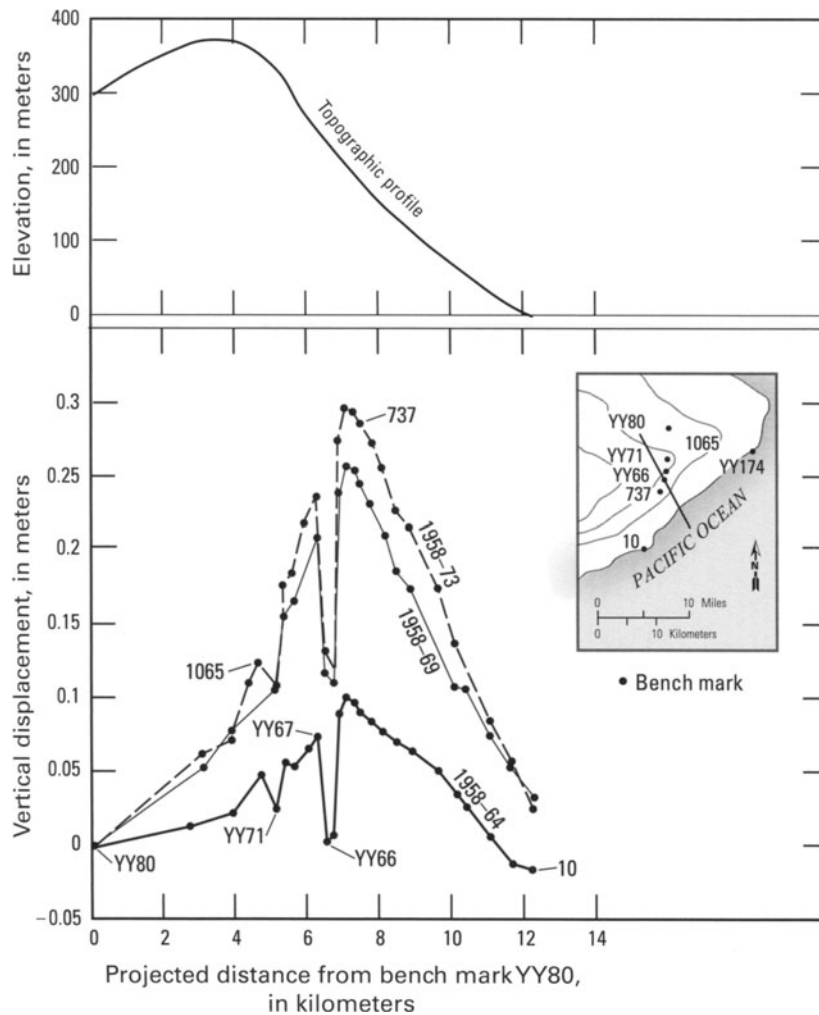 400
300
200
100
0
Elevation, in meters
Topographic profile
0.3
0.25
0.2
0.15
0.1
0.05
0
−0.05
Vertical displacement, in meters
737
1958–73
1958–69
1065
YY67
1958–64
YY80
YY71
YY66
10
0 2 4 6 8 10 12 14
Projected distance from bench mark YY80,
in kilometers
YY80
1065
YY71
YY174
YY66
737
10
PACIFIC OCEAN
N
0 10 Miles
0 10 Kilometers
Bench mark